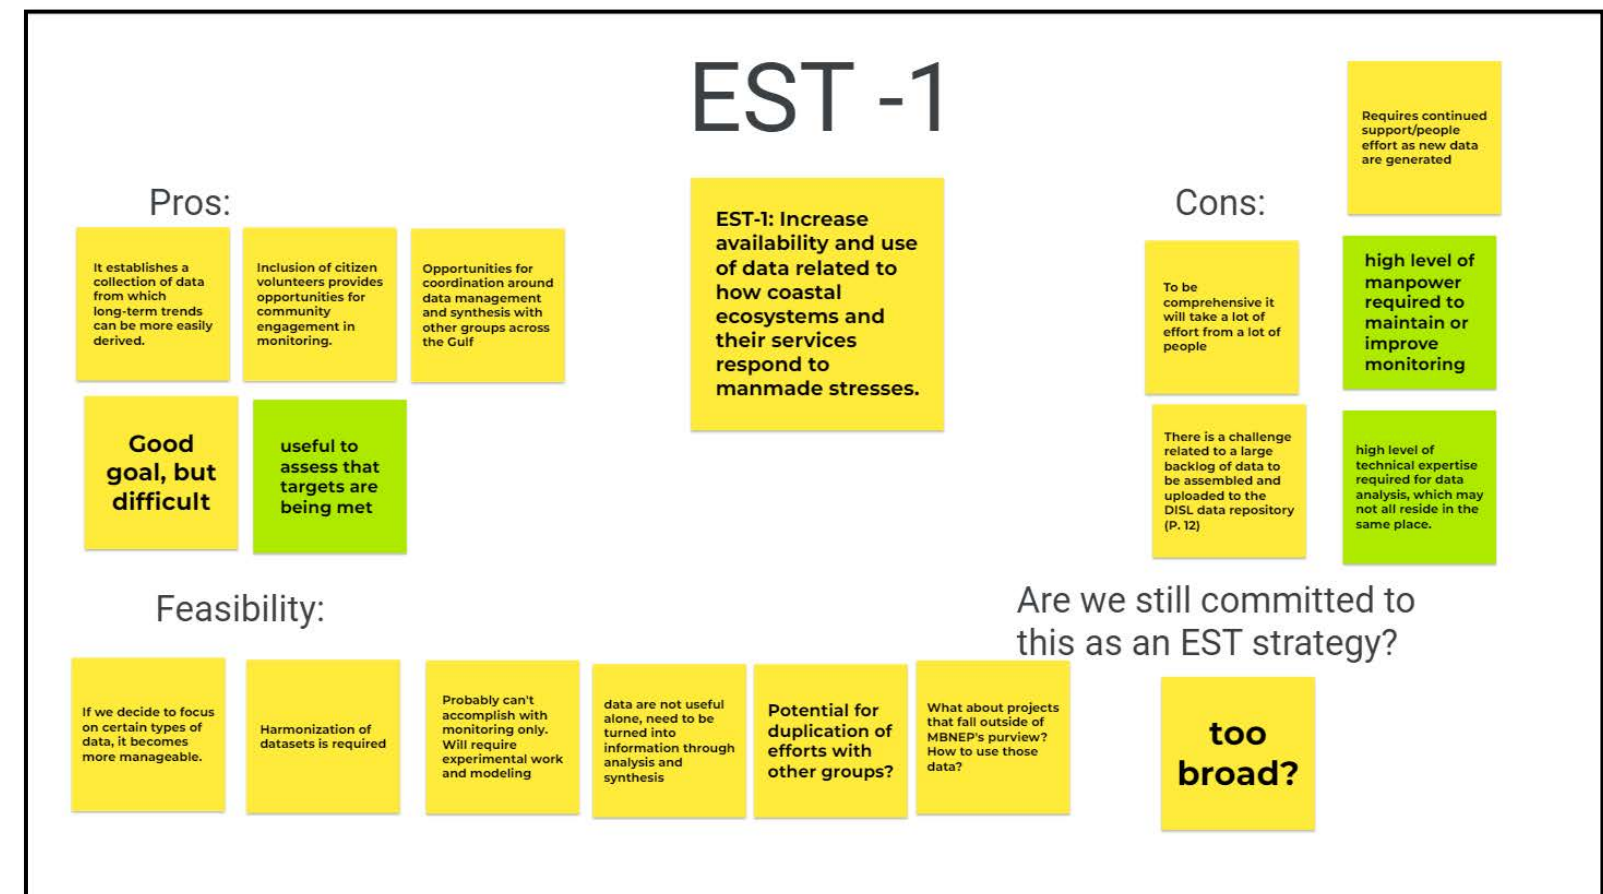 EST -1
Pros:
It establishes a
collection of data
from which
long-term trends
can be more easily
derived.
Inclusion of citizen
volunteers provides
opportunities for
community
engagement in
monitoring.
Opportunities for
coordination around
data management
and synthesis with
other groups across
the Gulf
Good
goal, but
difficult
useful to
assess that
targets are
being met
EST-1: Increase
availability and use
of data related to
how coastal
ecosystems and
their services
respond to
manmade stresses.
Cons:
Requires continued
support/people
effort as new data
are generated
To be
comprehensive it
will take a lot of
effort from a lot of
people
high level of
manpower
required to
maintain or
improve
monitoring
There is a challenge
related to a large
backlog of data to
be assembled and
uploaded to the
DISL data repository
(P. 12)
high level of
technical expertise
required for data
analysis, which may
not all reside in the
same place.
Feasibility:
If we decide to focus
on certain types of
data, it becomes
more manageable.
Harmonization of
datasets is required
Probably can't
accomplish with
monitoring only.
Will require
experimental work
and modeling
data are not useful
alone, need to be
turned into
information through
analysis and
synthesis
Potential for
duplication of
efforts with
other groups?
What about projects
that fall outside of
MBNEP's purview?
How to use those
data?
Are we still committed to
this as an EST strategy?
too
broad?